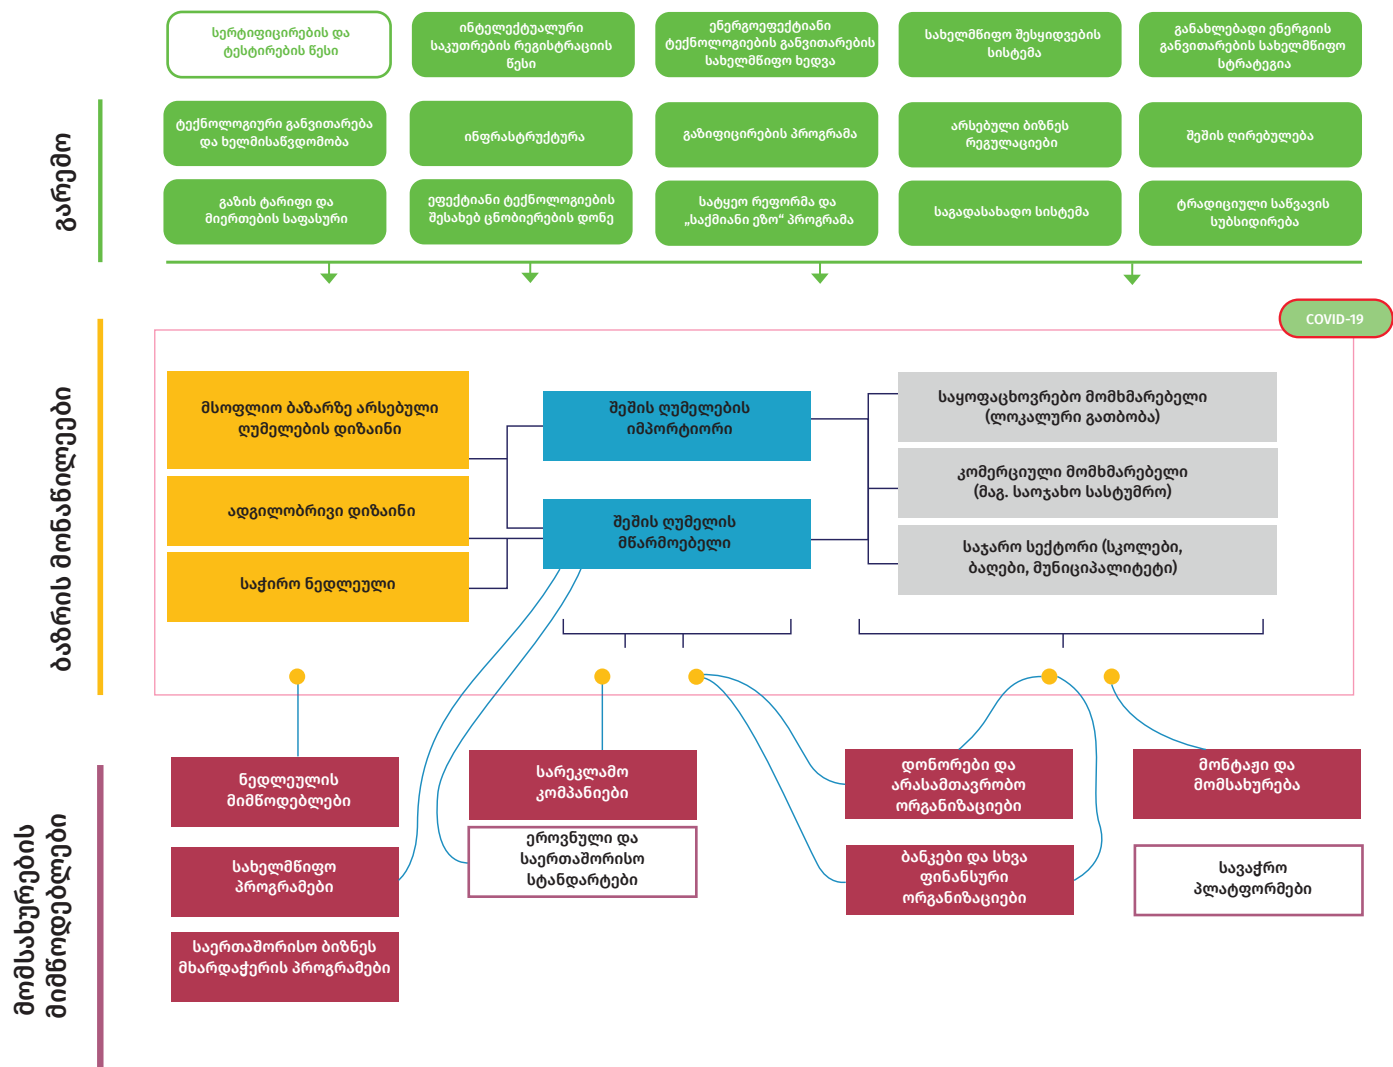 სერტიფიცირების და
ტესტირების წესი
ინტელექტუალური
საკუთრების რეგისტრაციის
წესი
ენერგოეფექტიანი
ტექნოლოგიების განვითარების
სახელმწიფო ხედვა
სახელმწიფო შესყიდვების
სისტემა
განახლებადი ენერგიის
განვითარების სახელმწიფო
სტრატეგია
გარემო
ტექნოლოგიური განვითარება
და ხელმისაწვდომობა
ინფრასტრუქტურა
გაზიფიცირების პროგრამა
არსებული ბიზნეს
რეგულაციები
შეშის ღირებულება
გაზის ტარიფი და
მიერთების საფასური
ეფექტიანი ტექნოლოგიების
შესახებ ცნობიერების დონე
სატყეო რეფორმა და
„საქმიანი ეზო“ პროგრამა
საგადასახადო სისტემა
ტრადიციული საწვავის
სუბსიდირება
COVID-19
ბაზრის მონაწილეები
მსოფლიო ბაზარზე არსებული
ღუმელების დიზაინი
ადგილობრივი დიზაინი
საჭირო ნედლეული
შეშის ღუმელების
იმპორტიორი
შეშის ღუმელის
მწარმოებელი
საყოფაცხოვრებო მომხმარებელი
(ლოკალური გათბობა)
კომერციული მომხმარებელი
(მაგ. საოჯახო სასტუმრო)
საჯარო სექტორი (სკოლები,
ბაღები, მუნიციპალიტეტი)
მომსახურების
მიმწოდებლები
ნედლეულის
მიმწოდებლები
სახელმწიფო
პროგრამები
საერთაშორისო ბიზნეს
მხარდაჭერის პროგრამები
სარეკლამო
კომპანიები
ეროვნული და
საერთაშორისო
სტანდარტები
დონორები და
არასამთავრობო
ორგანიზაციები
ბანკები და სხვა
ფინანსური
ორგანიზაციები
მონტაჟი და
მომსახურება
სავაჭრო
პლატფორმები